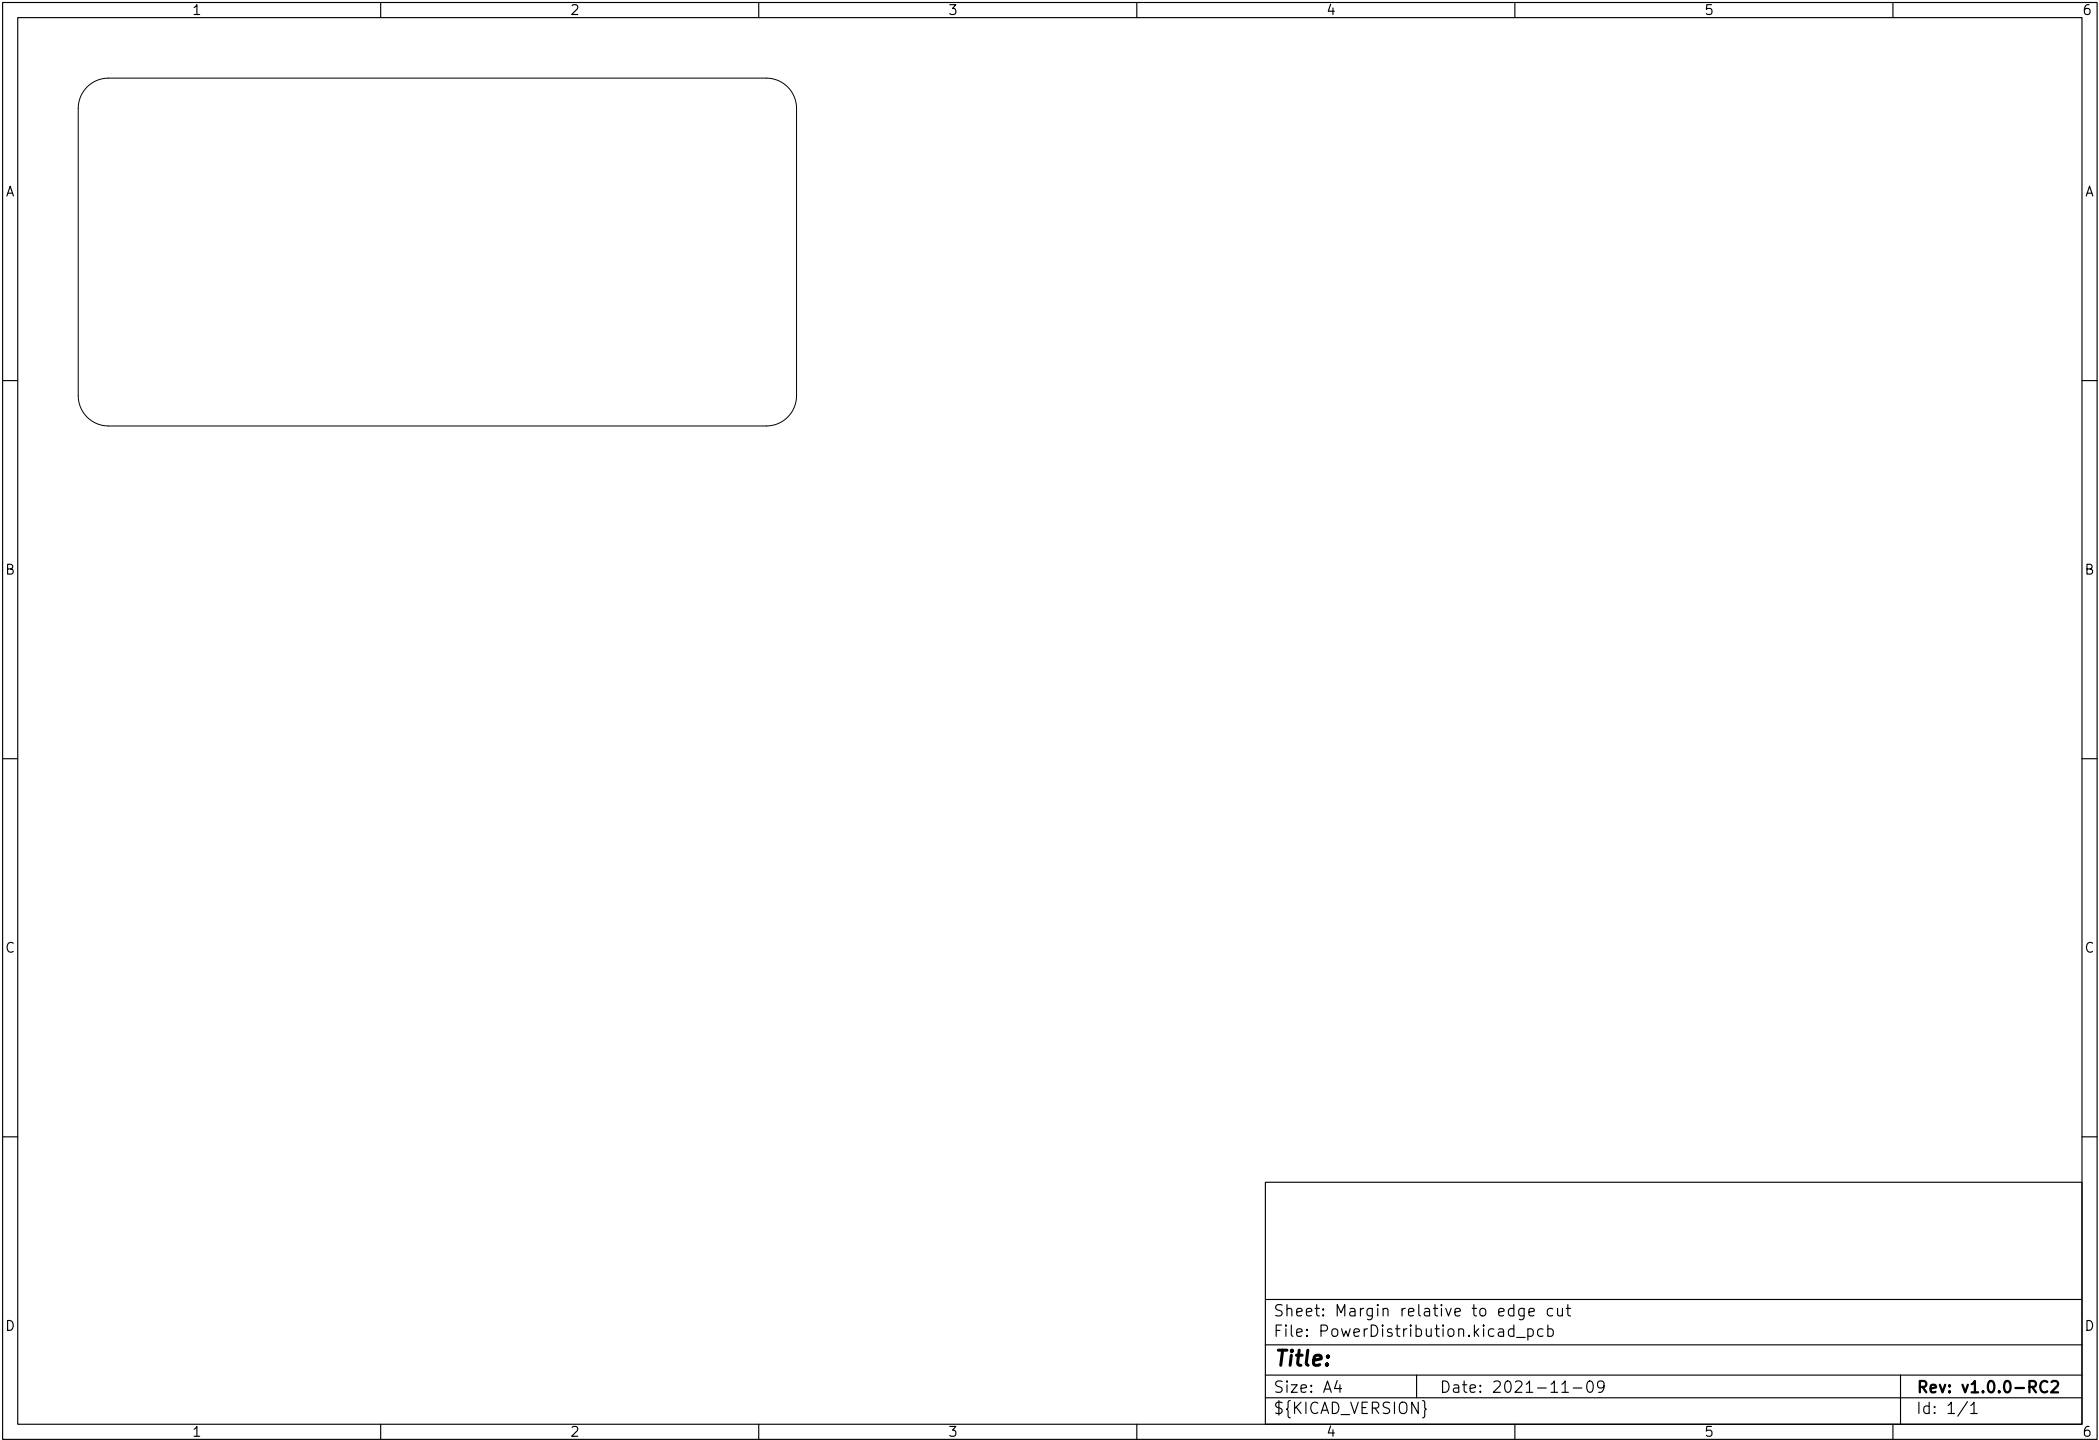 1 2 3 4 5 6
A A
B B
C C
D D
Sheet: Margin relative to edge cut
File: PowerDistribution.kicad_pcb
Title:
Size: A4 Date: 2021-11-09 Rev: v1.0.0-RC2
${KICAD_VERSION} Id: 1/1
1 2 3 4 5 6